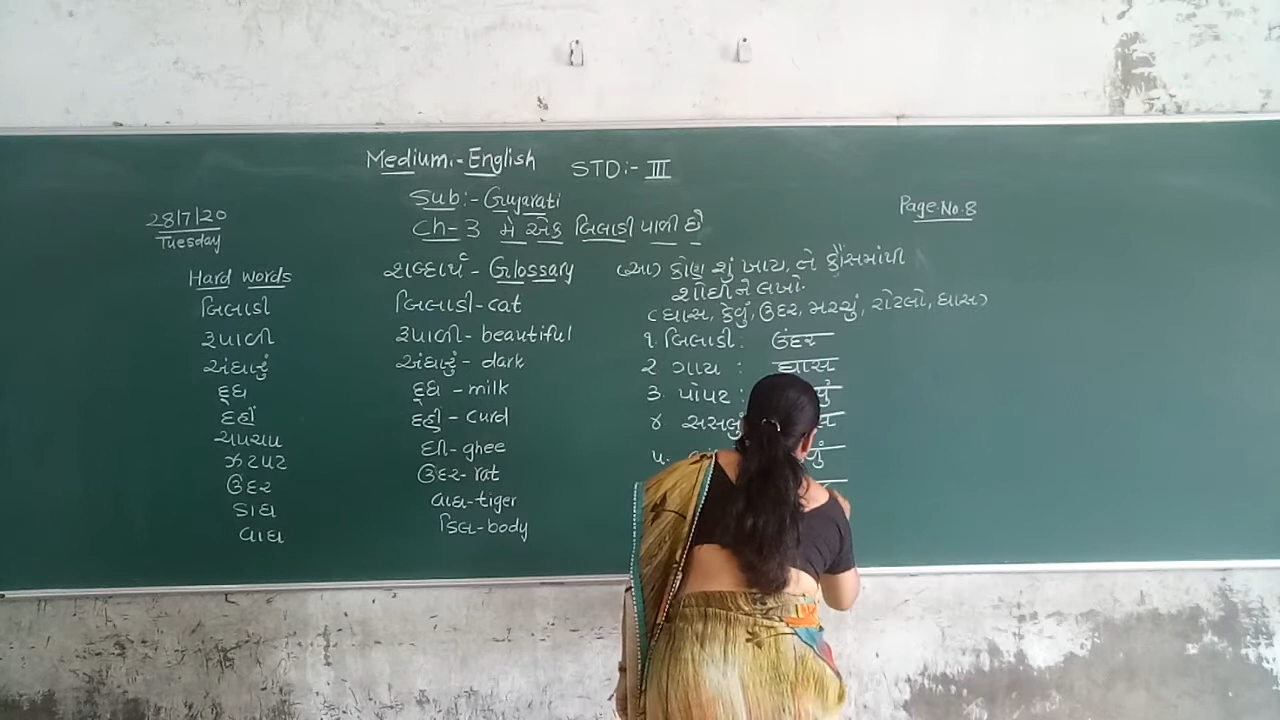 Medium:- English STD:- III
Sub:- Gujarati
Ch-3 મે એક બિલાડી પાળી છે
Page No.8
28/7/20
Tuesday
Hard words
બિલાડી
રૂપાળી
અંધારું
દૂધ
દહીં
ચપચપ
ઝટપટ
ઉંદર
ડાઘ
વાઘ
શબ્દાર્થ - Glossary
બિલાડી-cat
રૂપાળી - beautiful
અંધારું - dark
દૂધ - milk
દહીં - curd
ઘી-ghee
ઉંદર- rat
વાઘ-tiger
ડિલ-body
(આ) કોણ શું ખાય, તે કૌંસમાંથી
શોધીને લખો.
(ઘાસ, કેળું, ઉંદર, મરચું, રોટલો, ઘાસ)
૧. બિલાડી: ઉંદર
૨ ગાય : ઘાસ
૩. પોપટ :
૪ સસલું
૫.